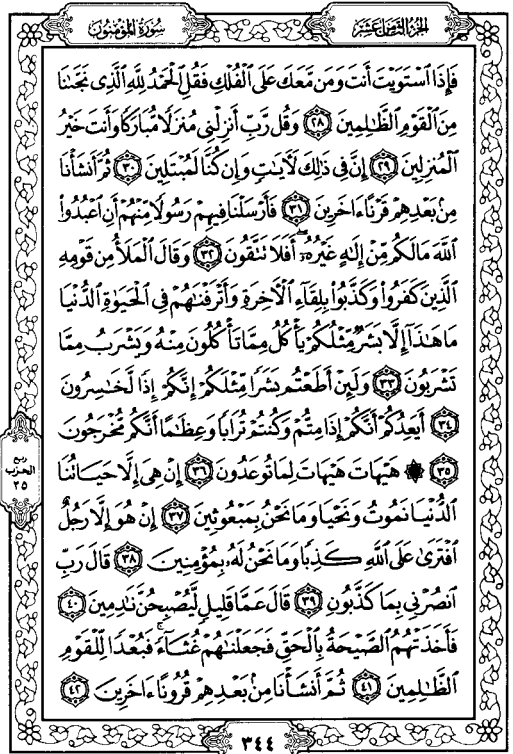 الجزء الثامن عشر
سورة المؤمنون
فَإِذَا ٱسْتَوَيْتَ أَنتَ وَمَن مَّعَكَ عَلَى ٱلْفُلْكِ فَقُلِ ٱلْحَمْدُ لِلَّهِ ٱلَّذِى نَجَّىٰنَا
مِنَ ٱلْقَوْمِ ٱلظَّٰلِمِينَ ٢٨ وَقُل رَّبِّ أَنزِلْنِى مُنزَلًا مُّبَارَكًا وَأَنتَ خَيْرُ
ٱلْمُنزِلِينَ ٢٩ إِنَّ فِى ذَٰلِكَ لَـَٔايَٰتٍ وَإِن كُنَّا لَمُبْتَلِينَ ٣٠ ثُمَّ أَنشَأْنَا
مِنۢ بَعْدِهِمْ قَرْنًا ءَاخَرِينَ ٣١ فَأَرْسَلْنَا فِيهِمْ رَسُولًا مِّنْهُمْ أَنِ ٱعْبُدُوا۟
ٱللَّهَ مَا لَكُم مِّنْ إِلَٰهٍ غَيْرُهُۥٓ أَفَلَا تَتَّقُونَ ٣٢ وَقَالَ ٱلْمَلَأُ مِن قَوْمِهِ
ٱلَّذِينَ كَفَرُوا۟ وَكَذَّبُوا۟ بِلِقَآءِ ٱلْـَٔاخِرَةِ وَأَتْرَفْنَٰهُمْ فِى ٱلْحَيَوٰةِ ٱلدُّنْيَا
مَا هَٰذَآ إِلَّا بَشَرٌ مِّثْلُكُمْ يَأْكُلُ مِمَّا تَأْكُلُونَ مِنْهُ وَيَشْرَبُ مِمَّا
تَشْرَبُونَ ٣٣ وَلَئِنْ أَطَعْتُم بَشَرًا مِّثْلَكُمْ إِنَّكُمْ إِذًا لَّخَٰسِرُونَ
٣٤ أَيَعِدُكُمْ أَنَّكُمْ إِذَا مِتُّمْ وَكُنتُمْ تُرَابًا وَعِظَٰمًا أَنَّكُم مُّخْرَجُونَ
٣٥ ۞ هَيْهَاتَ هَيْهَاتَ لِمَا تُوعَدُونَ ٣٦ إِنْ هِىَ إِلَّا حَيَاتُنَا
ٱلدُّنْيَا نَمُوتُ وَنَحْيَا وَمَا نَحْنُ بِمَبْعُوثِينَ ٣٧ إِنْ هُوَ إِلَّا رَجُلٌ
ٱفْتَرَىٰ عَلَى ٱللَّهِ كَذِبًا وَمَا نَحْنُ لَهُۥ بِمُؤْمِنِينَ ٣٨ قَالَ رَبِّ
ٱنصُرْنِى بِمَا كَذَّبُونِ ٣٩ قَالَ عَمَّا قَلِيلٍ لَّيُصْبِحُنَّ نَٰدِمِينَ ٤٠
فَأَخَذَتْهُمُ ٱلصَّيْحَةُ بِٱلْحَقِّ فَجَعَلْنَٰهُمْ غُثَآءً فَبُعْدًا لِّلْقَوْمِ
ٱلظَّٰلِمِينَ ٤١ ثُمَّ أَنشَأْنَا مِنۢ بَعْدِهِمْ قُرُونًا ءَاخَرِينَ ٤٢
ربع
الحزب
٣٥
٣٤٤